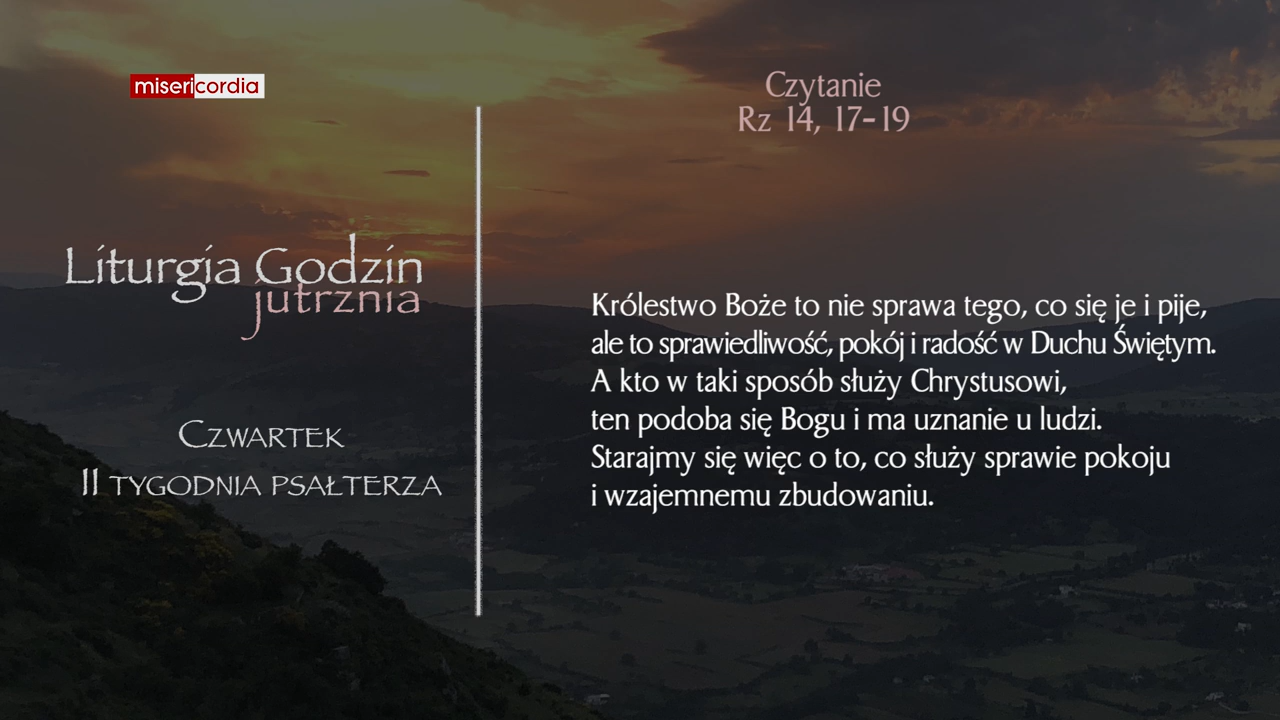 misericordia
Liturgia Godzin
jutrznia
Czwartek
II tygodnia psałterza
Czytanie
Rz 14, 17-19
Królestwo Boże to nie sprawa tego, co się je i pije,
ale to sprawiedliwość, pokój i radość w Duchu Świętym.
A kto w taki sposób służy Chrystusowi,
ten podoba się Bogu i ma uznanie u ludzi.
Starajmy się więc o to, co służy sprawie pokoju
i wzajemnemu zbudowaniu.